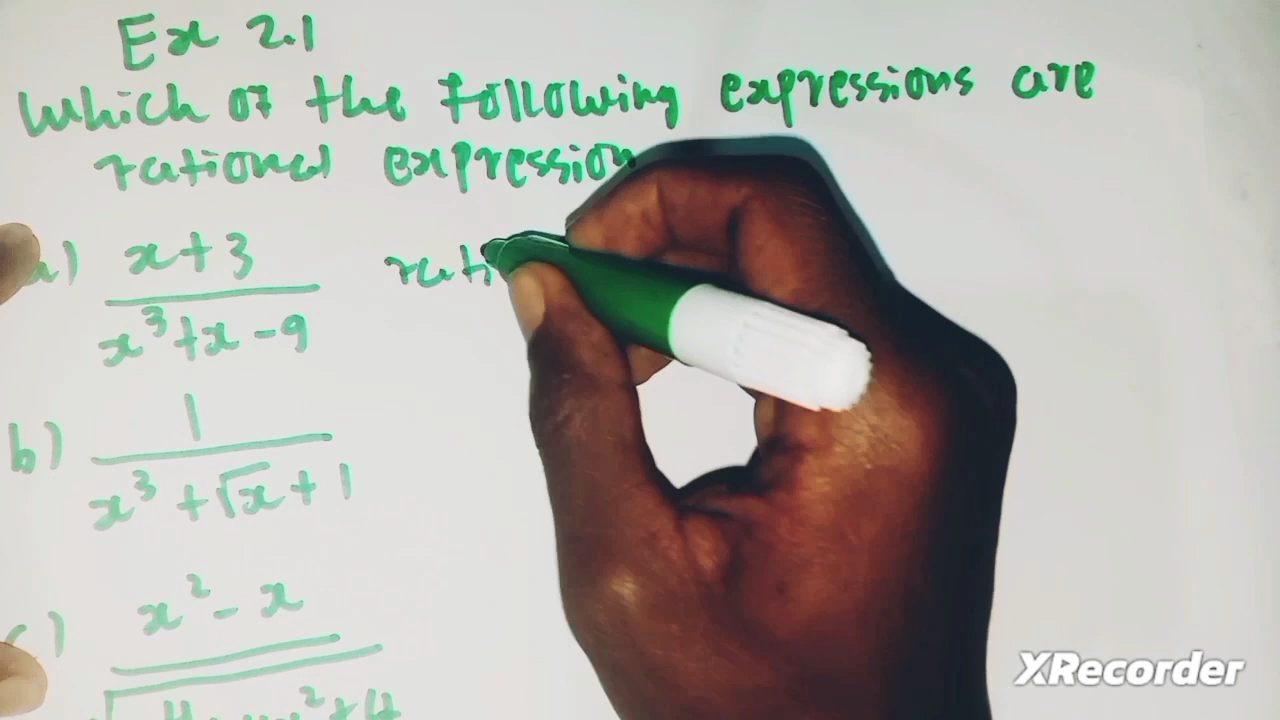 Ex 2.1
Which of the following expressions are
rational expression
a) x+3
x³+x-9
rati
b) 1
x³+√x+1
c) x²-x
XRecorder